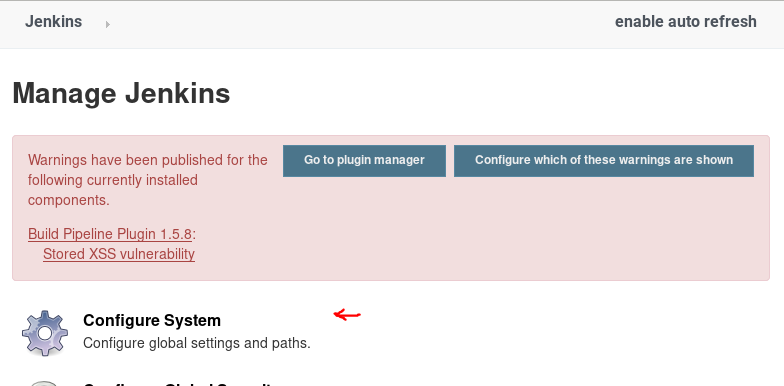 Jenkins
enable auto refresh
Manage Jenkins
Warnings have been published for the
following currently installed
components.
Go to plugin manager
Configure which of these warnings are shown
Build Pipeline Plugin 1.5.8:
Stored XSS vulnerability
Configure System
Configure global settings and paths.